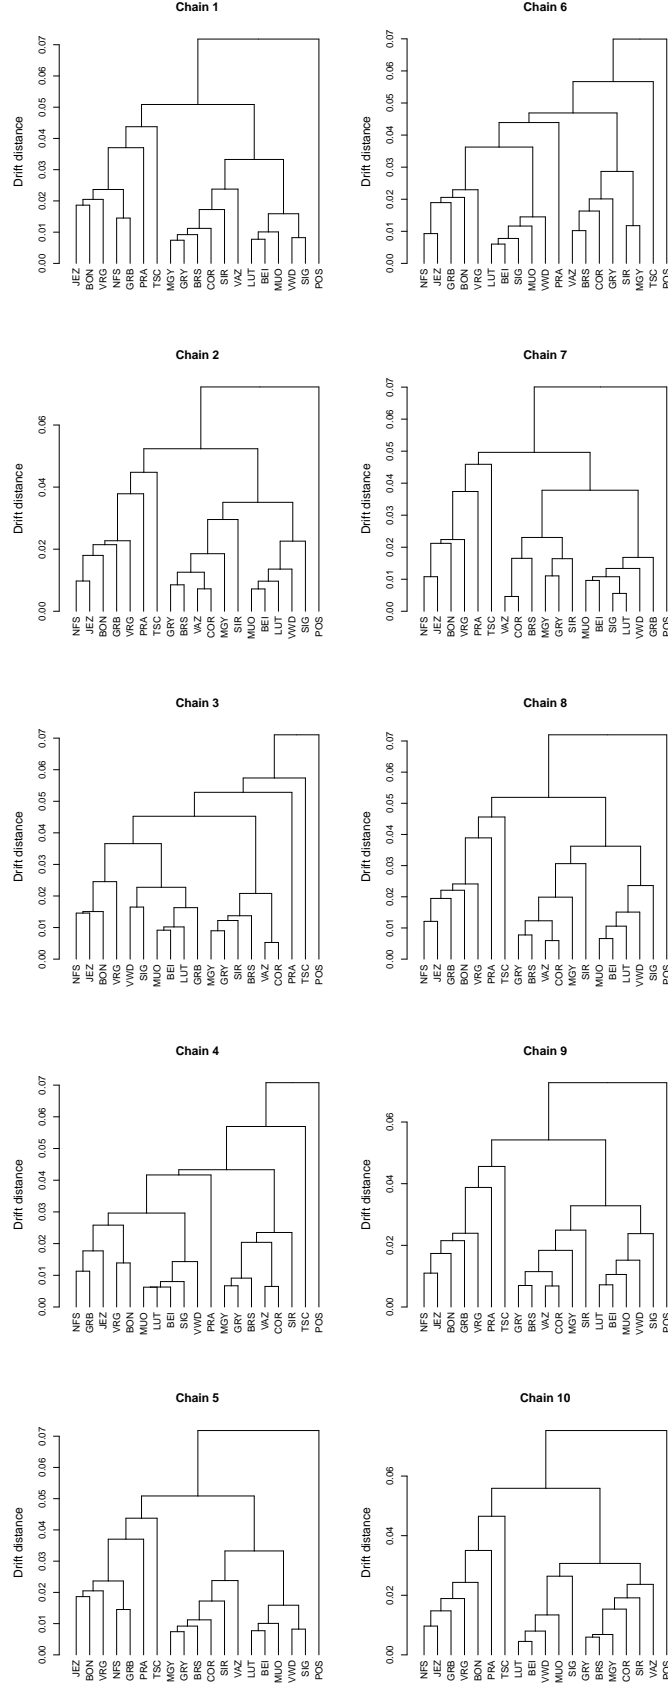 Chain 1
Drift distance
0.00 0.01 0.02 0.03 0.04 0.05 0.06 0.07
JEZ BON VRG NFS GRB PRA TSC MGY GRY BRS COR SIR VAZ LUT BEI MUO VWD SIG POS
Chain 6
Drift distance
0.00 0.01 0.02 0.03 0.04 0.05 0.06 0.07
NFS JEZ GRB BON VRG LUT BEI SIG MUO VWD PRA VAZ BRS COR GRY SIR MGY TSC POS
Chain 2
Drift distance
0.00 0.02 0.04 0.06
NFS JEZ BON GRB VRG PRA TSC GRY BRS VAZ COR MGY SIR MUO BEI LUT VWD SIG POS
Chain 7
Drift distance
0.00 0.01 0.02 0.03 0.04 0.05 0.06 0.07
NFS JEZ BON VRG PRA TSC VAZ COR BRS MGY GRY SIR MUO BEI SIG LUT VWD GRB POS
Chain 3
Drift distance
0.00 0.01 0.02 0.03 0.04 0.05 0.06 0.07
NFS JEZ BON VRG VWD SIG MUO BEI LUT GRB MGY GRY SIR BRS VAZ COR PRA TSC POS
Chain 8
Drift distance
0.00 0.01 0.02 0.03 0.04 0.05 0.06 0.07
NFS JEZ GRB BON VRG PRA TSC GRY BRS VAZ COR MGY SIR MUO BEI LUT VWD SIG POS
Chain 4
Drift distance
0.00 0.01 0.02 0.03 0.04 0.05 0.06 0.07
NFS GRB JEZ VRG BON MUO LUT BEI SIG VWD PRA MGY GRY BRS VAZ COR SIR TSC POS
Chain 9
Drift distance
0.00 0.02 0.04 0.06
NFS JEZ BON GRB VRG PRA TSC GRY BRS VAZ COR MGY SIR LUT BEI MUO VWD SIG POS
Chain 5
Drift distance
0.00 0.01 0.02 0.03 0.04 0.05 0.06 0.07
JEZ BON VRG NFS GRB PRA TSC MGY GRY BRS COR SIR VAZ LUT BEI MUO VWD SIG POS
Chain 10
Drift distance
0.00 0.02 0.04 0.06
NFS JEZ GRB VRG BON PRA TSC LUT BEI VWD MUO SIG GRY BRS MGY COR SIR VAZ POS